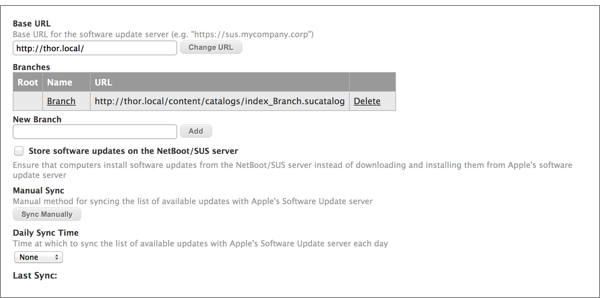 Base URL
Base URL for the software update server (e.g. "https://sus.mycompany.corp")
http://thor.local/ Change URL
Branches
Root Name URL
Branch http://thor.local/content/catalogs/index_Branch.sucatalog Delete
New Branch
Add
Store software updates on the NetBoot/SUS server
Ensure that computers install software updates from the NetBoot/SUS server instead of downloading and installing them from Apple's software
update server
Manual Sync
Manual method for syncing the list of available updates with Apple's Software Update server
Sync Manually
Daily Sync Time
Time at which to sync the list of available updates with Apple's Software Update server each day
None
Last Sync: